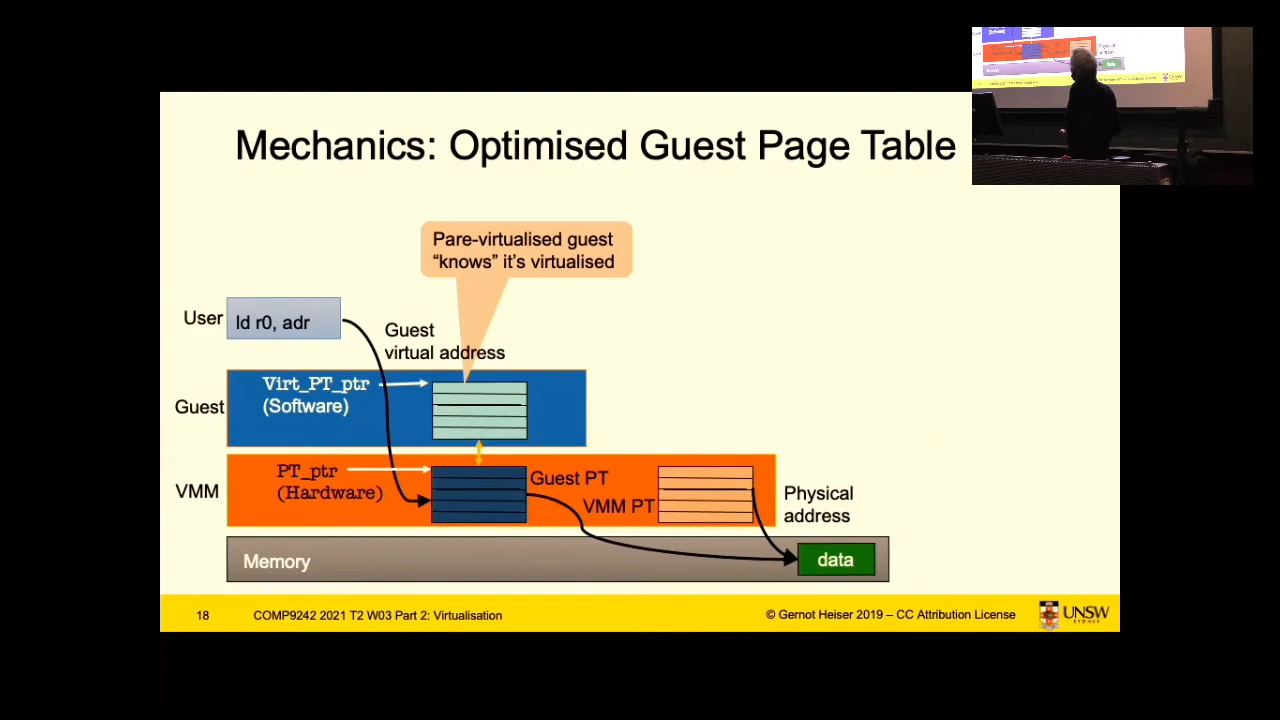 Mechanics: Optimised Guest Page Table
Pare-virtualised guest
“knows” it’s virtualised
User
ld r0, adr
Guest
virtual address
Virt_PT_ptr
(Software)
Guest
PT_ptr
(Hardware)
VMM
Guest PT
VMM PT
Physical
address
Memory
data
18
COMP9242 2021 T2 W03 Part 2: Virtualisation
© Gernot Heiser 2019 – CC Attribution License
UNSW
SYDNEY